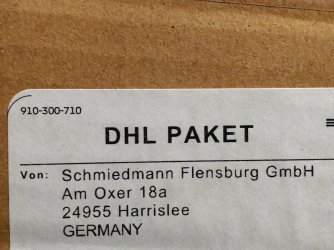 910-300-710
DHL PAKET
Von: Schmiedmann Flensburg GmbH
Am Oxer 18a
24955 Harrislee
GERMANY